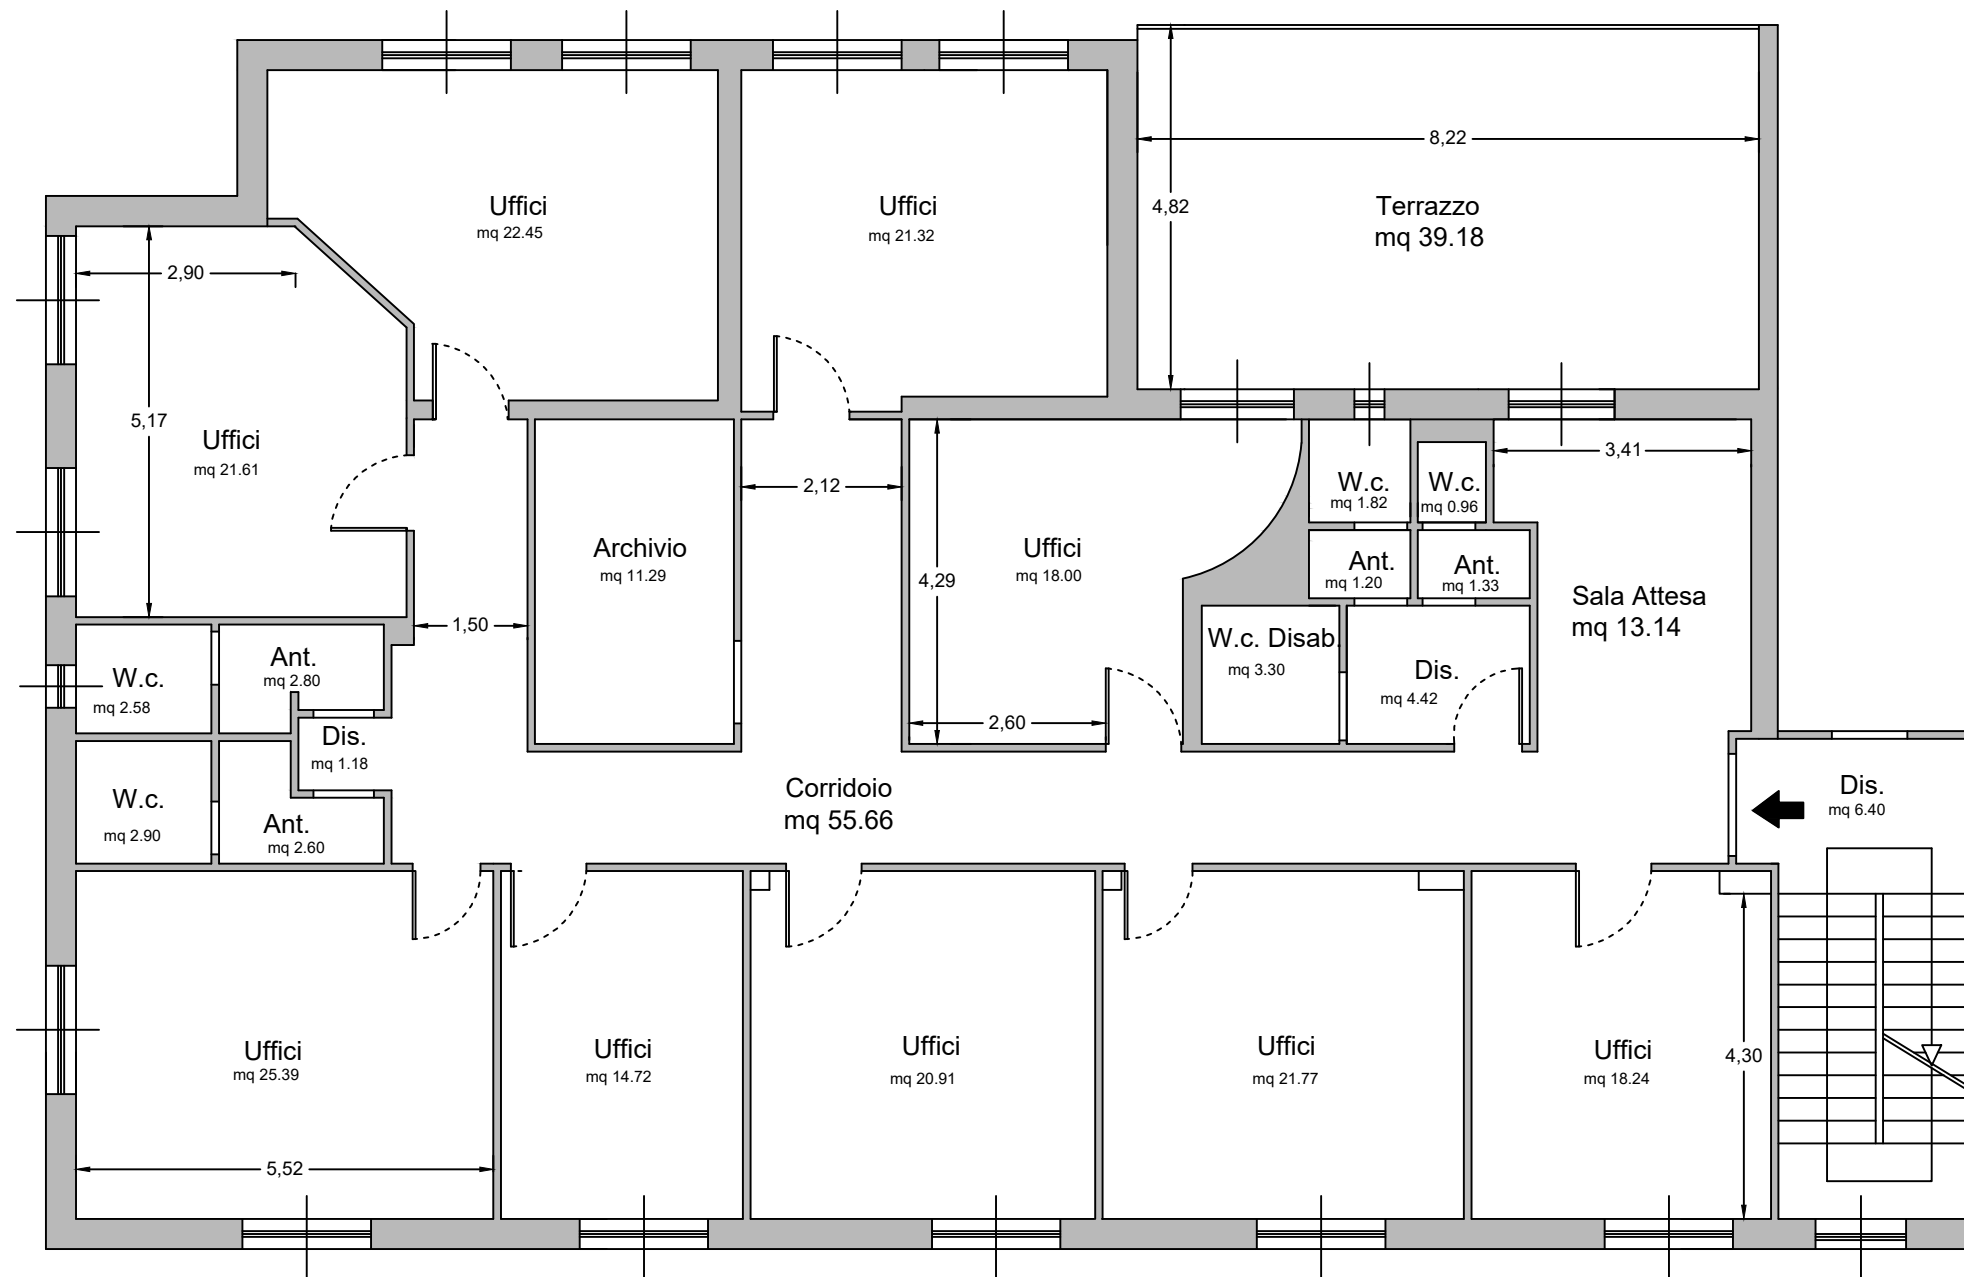 8,22
Uffici
mq 22.45
Uffici
mq 21.32
4,82
Terrazzo
mq 39.18
2,90
5,17
Uffici
mq 21.61
3,41
2,12
W.c.
mq 1.82
W.c.
mq 0.96
Archivio
mq 11.29
Uffici
mq 18.00
4,29
Ant.
mq 1.20
Ant.
mq 1.33
Sala Attesa
mq 13.14
1,50
W.c. Disab.
mq 3.30
Dis.
mq 4.42
Ant.
mq 2.80
W.c.
mq 2.58
2,60
Dis.
mq 1.18
Corridoio
mq 55.66
Dis.
mq 6.40
W.c.
mq 2.90
Ant.
mq 2.60
Uffici
mq 25.39
Uffici
mq 14.72
Uffici
mq 20.91
Uffici
mq 21.77
Uffici
mq 18.24
4,30
5,52